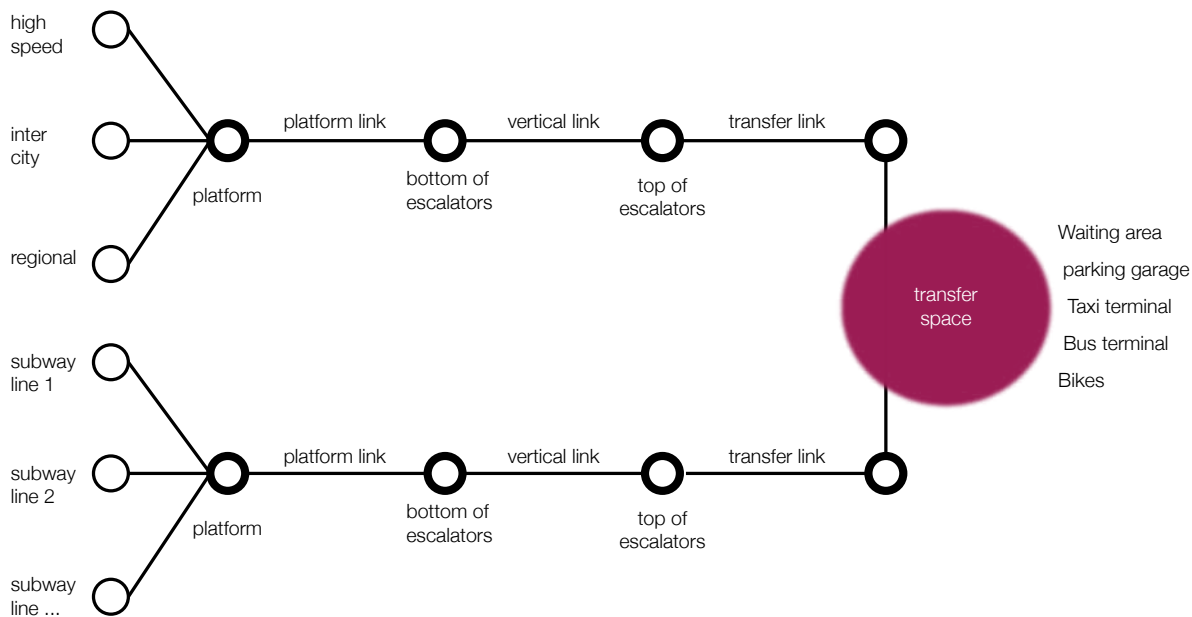 high
speed
inter
city
regional
platform link
vertical link
transfer link
platform
bottom of
escalators
top of
escalators
transfer
space
Waiting area
parking garage
Taxi terminal
Bus terminal
Bikes
subway
line 1
subway
line 2
subway
line ...
platform link
vertical link
transfer link
platform
bottom of
escalators
top of
escalators